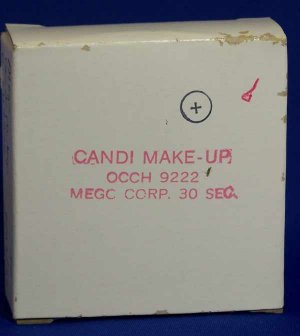 CANDI MAKE-UP
OCCH 9222
MEGC CORP. 30 SEC.